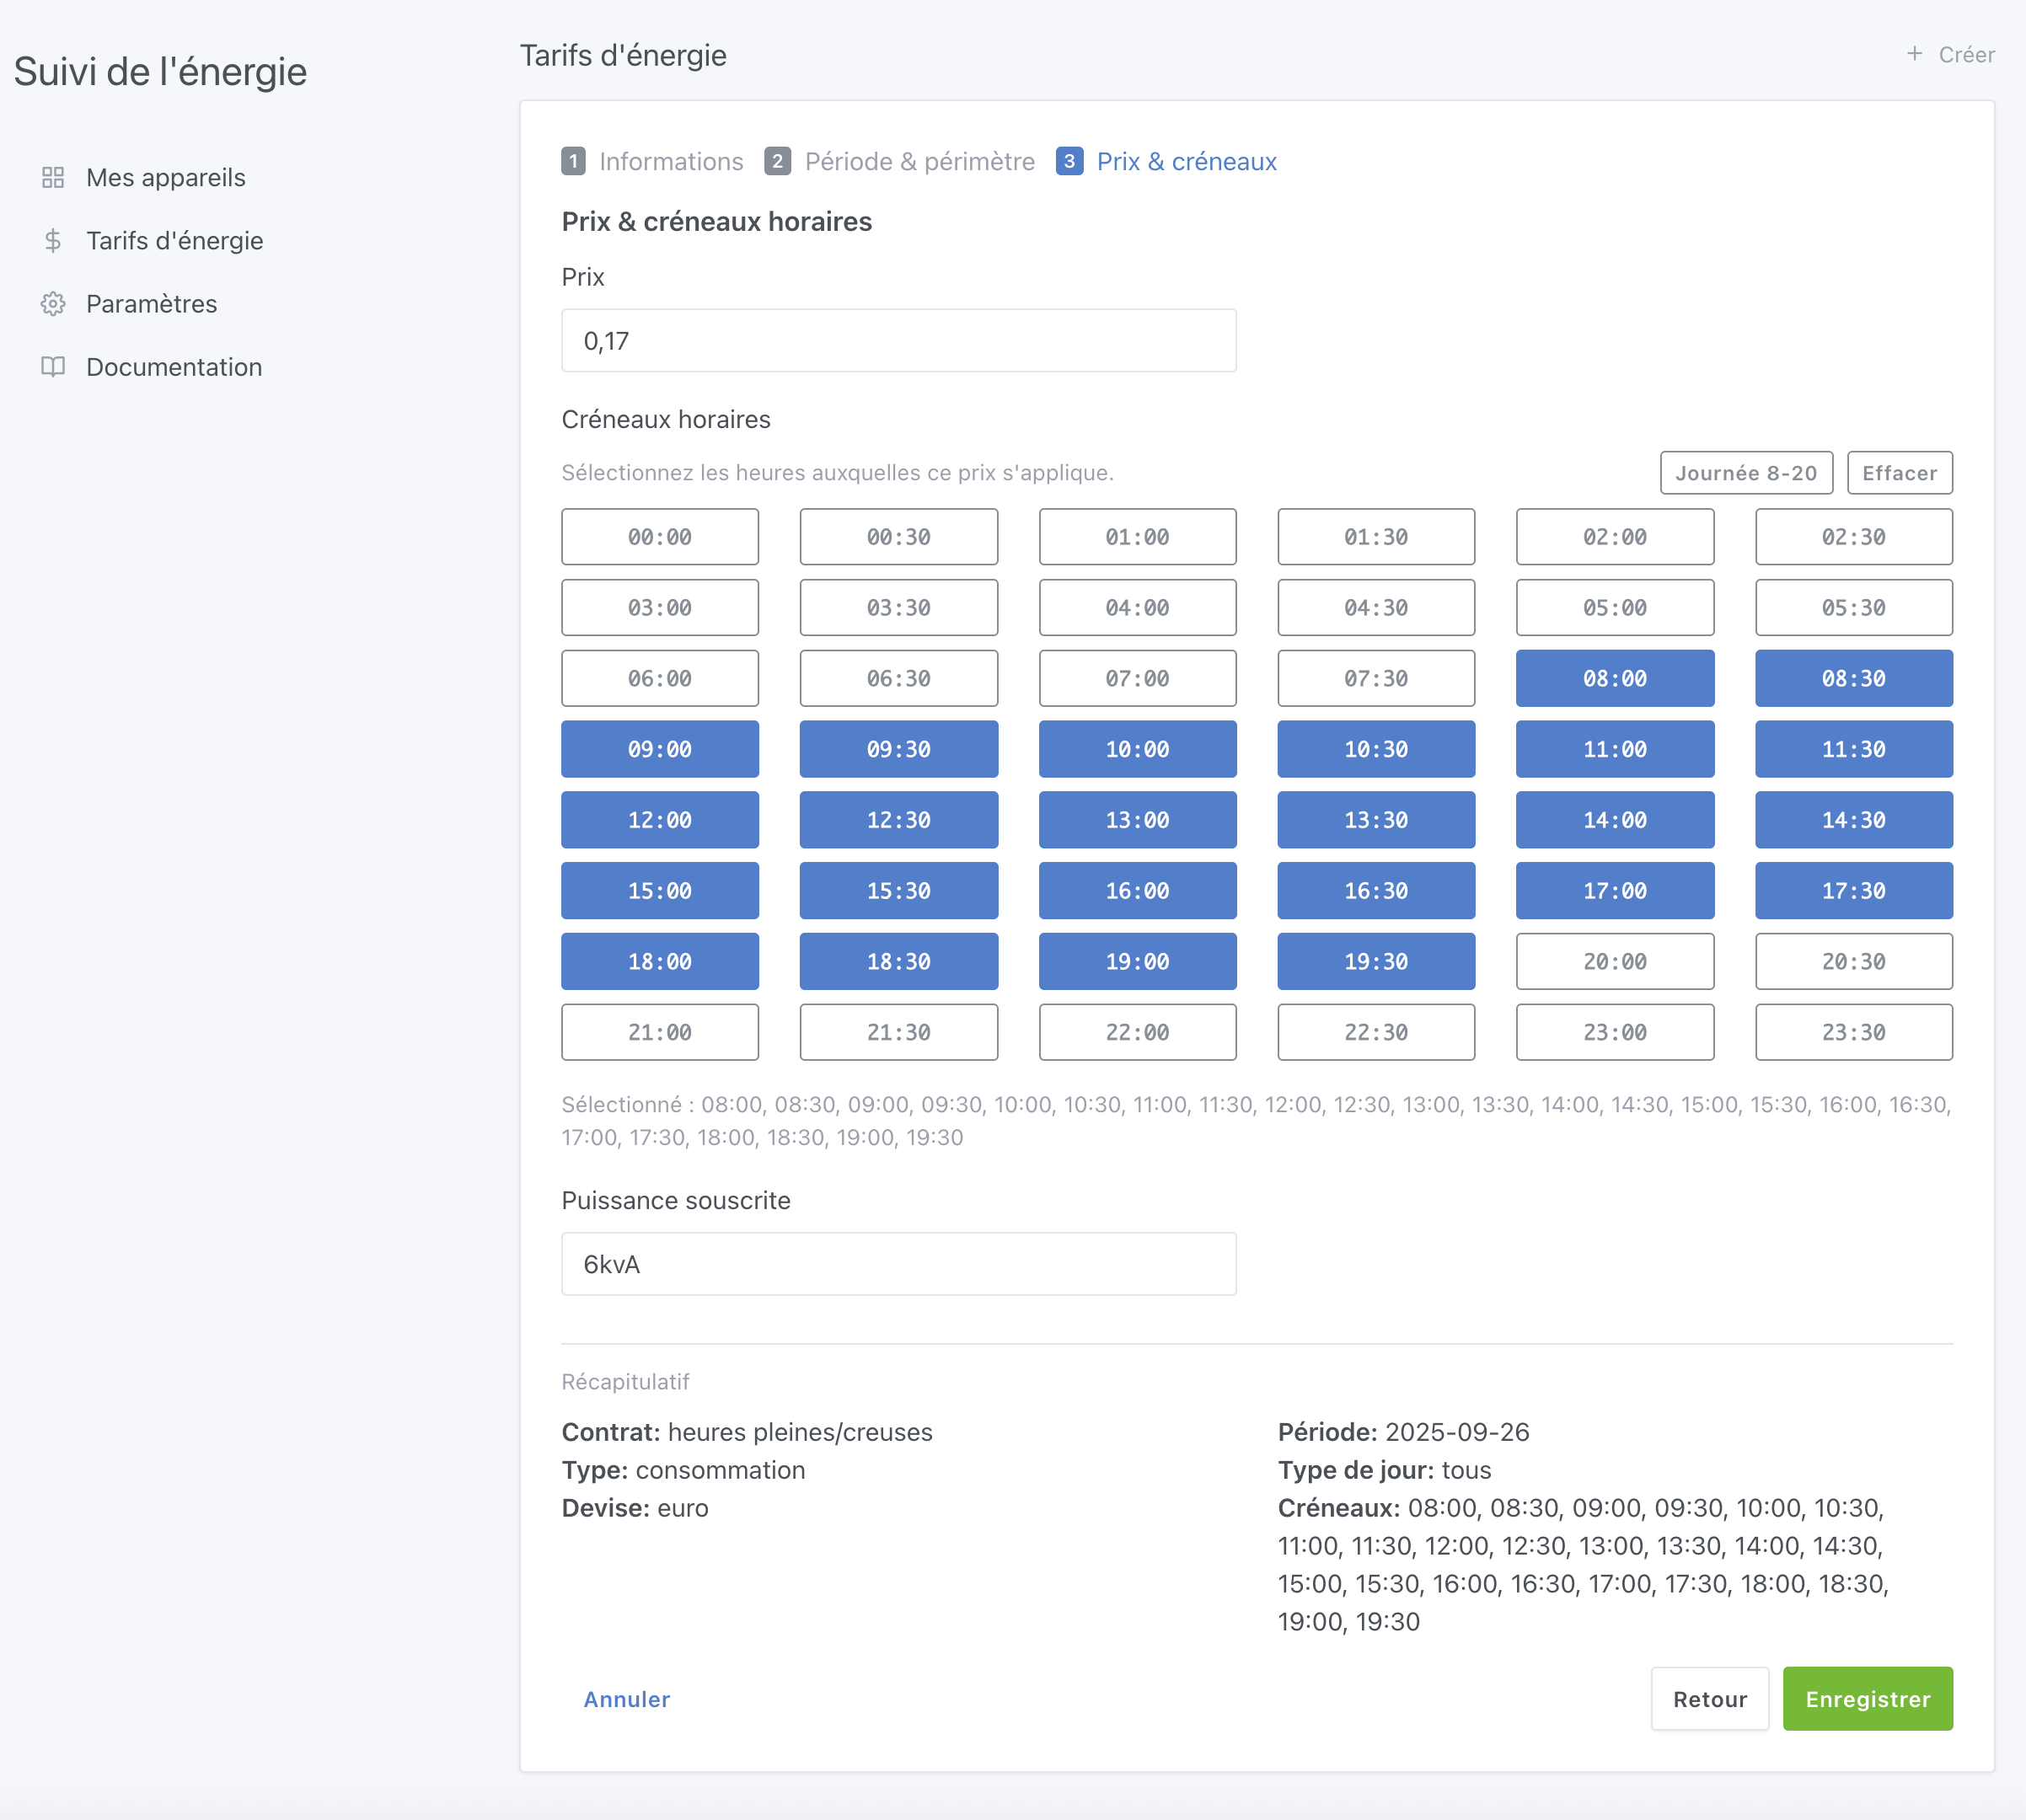 Suivi de l'énergie
Mes appareils
Tarifs d'énergie
Paramètres
Documentation
Tarifs d'énergie
+ Créer
1 Informations 2 Période & périmètre 3 Prix & créneaux
Prix & créneaux horaires
Prix
0,17
Créneaux horaires
Sélectionnez les heures auxquelles ce prix s'applique.
Journée 8-20 Effacer
00:00 00:30 01:00 01:30 02:00 02:30
03:00 03:30 04:00 04:30 05:00 05:30
06:00 06:30 07:00 07:30 08:00 08:30
09:00 09:30 10:00 10:30 11:00 11:30
12:00 12:30 13:00 13:30 14:00 14:30
15:00 15:30 16:00 16:30 17:00 17:30
18:00 18:30 19:00 19:30 20:00 20:30
21:00 21:30 22:00 22:30 23:00 23:30
Sélectionné : 08:00, 08:30, 09:00, 09:30, 10:00, 10:30, 11:00, 11:30, 12:00, 12:30, 13:00, 13:30, 14:00, 14:30, 15:00, 15:30, 16:00, 16:30,
17:00, 17:30, 18:00, 18:30, 19:00, 19:30
Puissance souscrite
6kvA
Récapitulatif
Contrat: heures pleines/creuses
Type: consommation
Devise: euro
Période: 2025-09-26
Type de jour: tous
Créneaux: 08:00, 08:30, 09:00, 09:30, 10:00, 10:30,
11:00, 11:30, 12:00, 12:30, 13:00, 13:30, 14:00, 14:30,
15:00, 15:30, 16:00, 16:30, 17:00, 17:30, 18:00, 18:30,
19:00, 19:30
Annuler
Retour Enregistrer